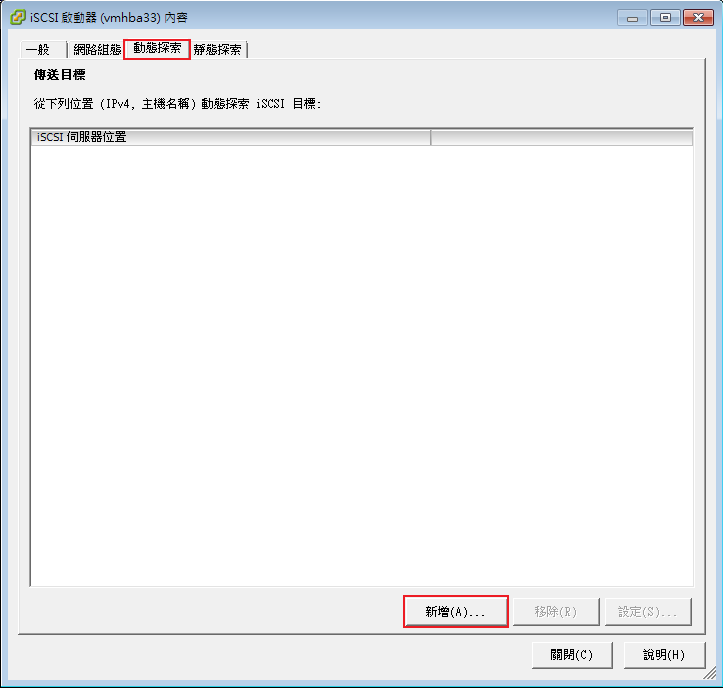 iSCSI 啟動器 (vmhba33) 內容
一般 網路組態 動態探索 靜態探索
傳送目標
從下列位置 (IPv4, 主機名稱) 動態探索 iSCSI 目標:
iSCSI 伺服器位置
新增(A)... 移除(R) 設定(S)...
關閉(C) 說明(H)